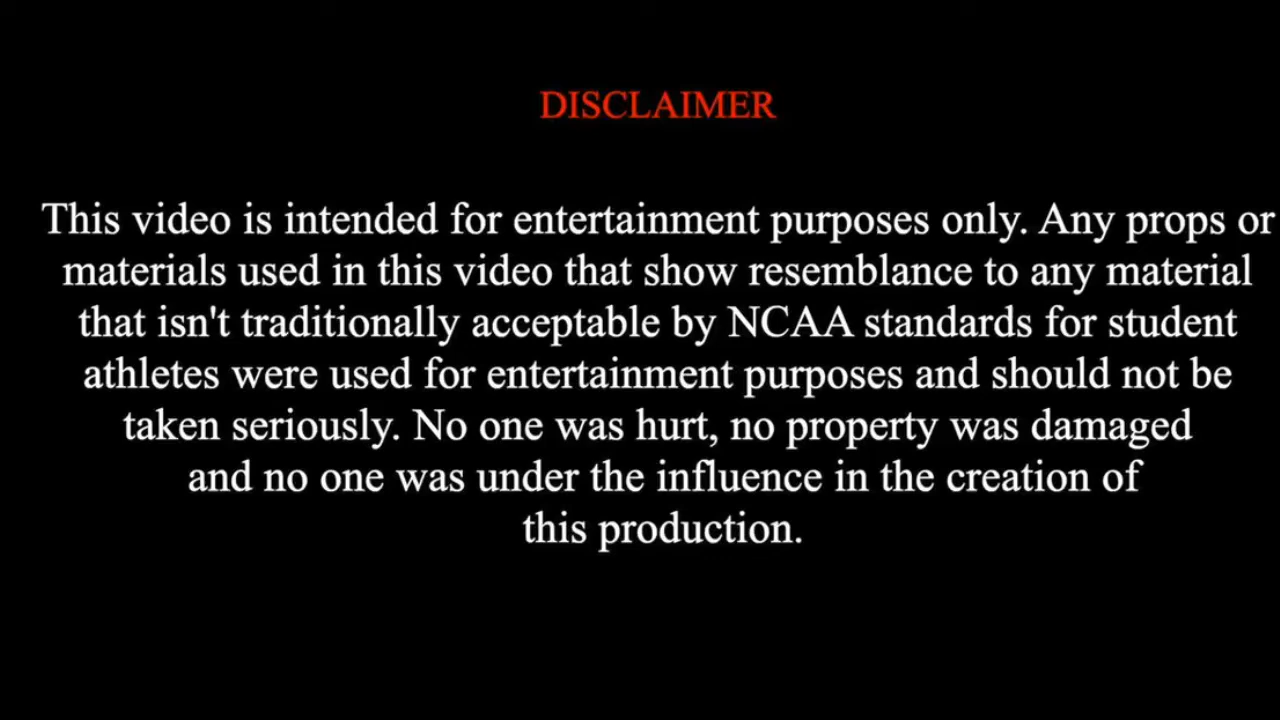 DISCLAIMER
This video is intended for entertainment purposes only. Any props or
materials used in this video that show resemblance to any material
that isn't traditionally acceptable by NCAA standards for student
athletes were used for entertainment purposes and should not be
taken seriously. No one was hurt, no property was damaged
and no one was under the influence in the creation of
this production.